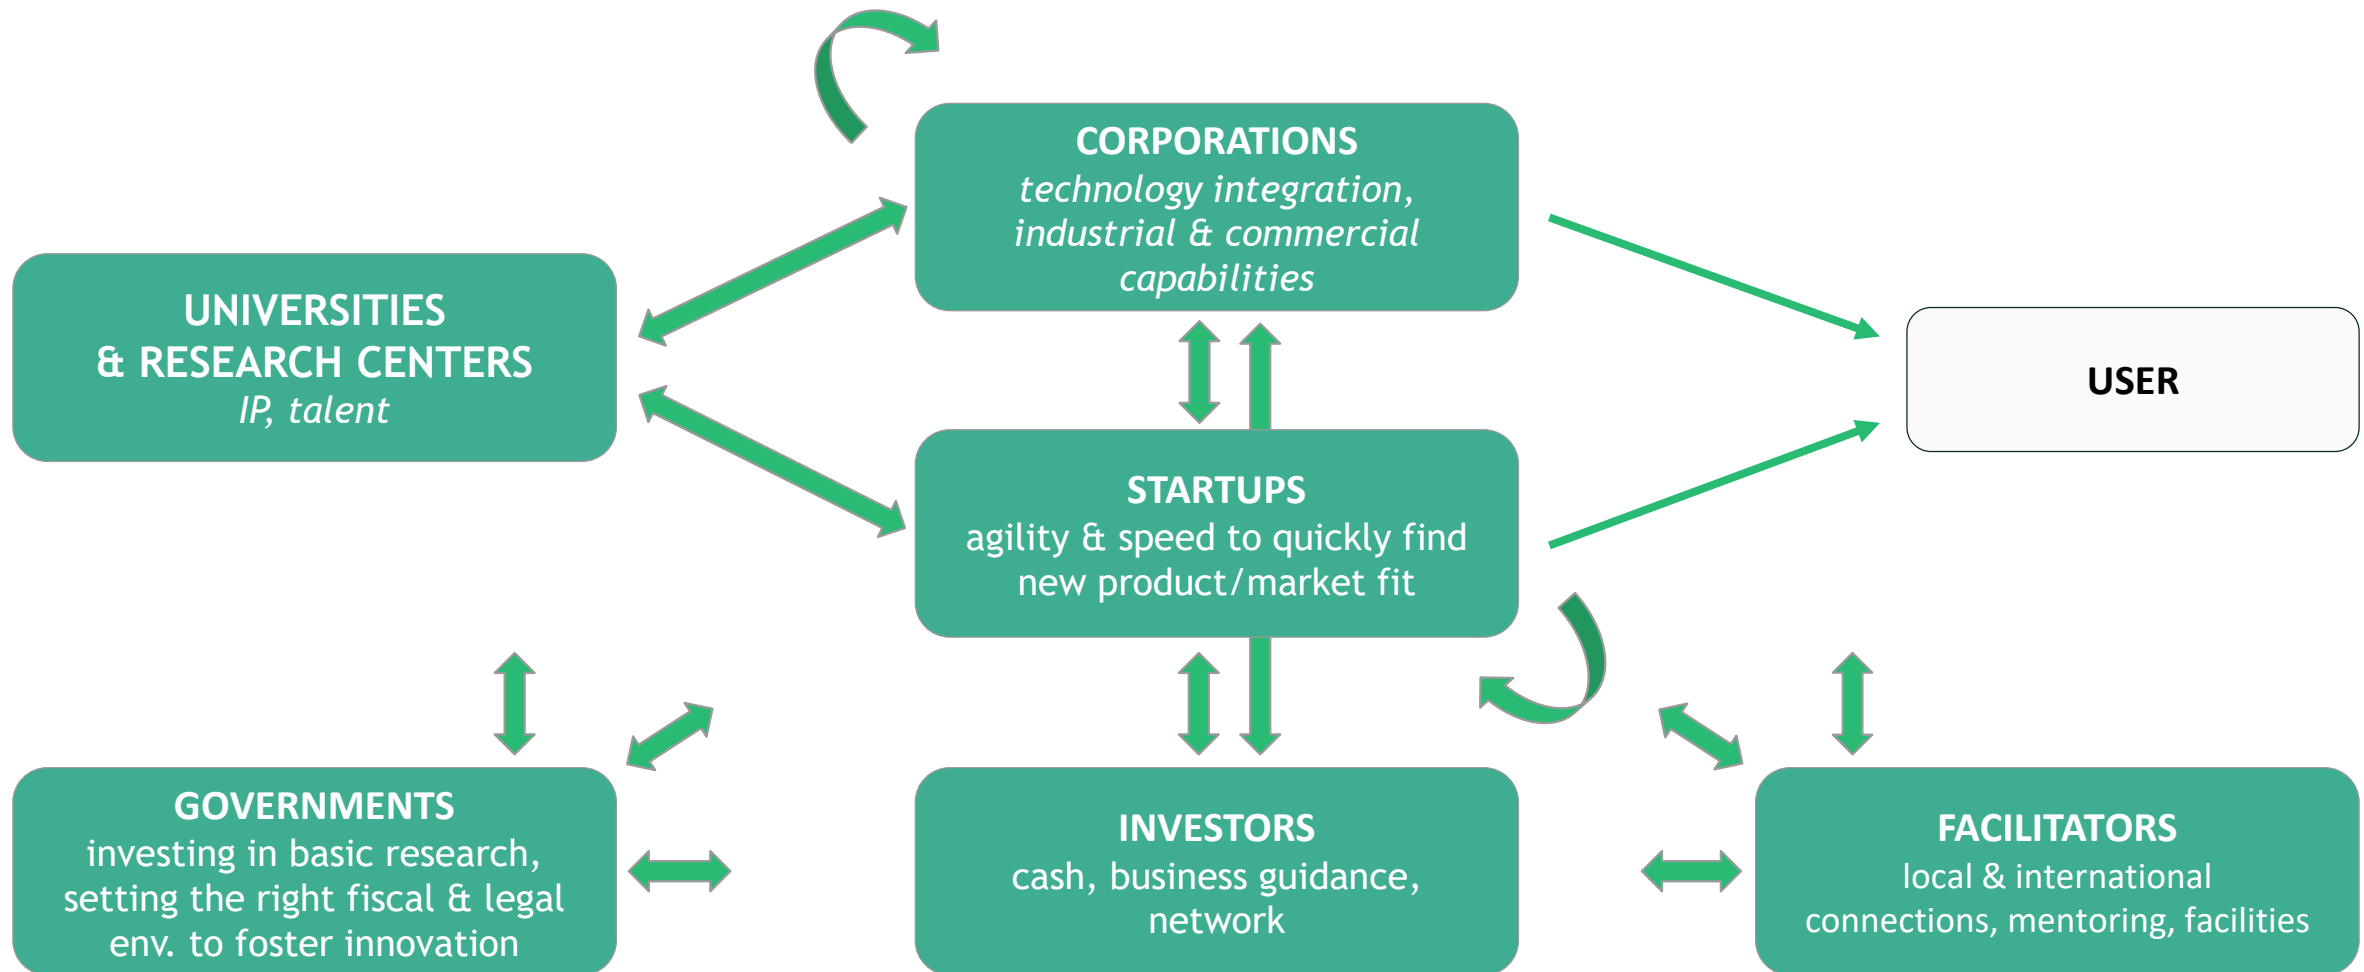 CORPORATIONS
technology integration,
industrial & commercial
capabilities
UNIVERSITIES
& RESEARCH CENTERS
IP, talent
USER
STARTUPS
agility & speed to quickly find
new product/market fit
GOVERNMENTS
investing in basic research,
setting the right fiscal & legal
env. to foster innovation
INVESTORS
cash, business guidance,
network
FACILITATORS
local & international
connections, mentoring, facilities